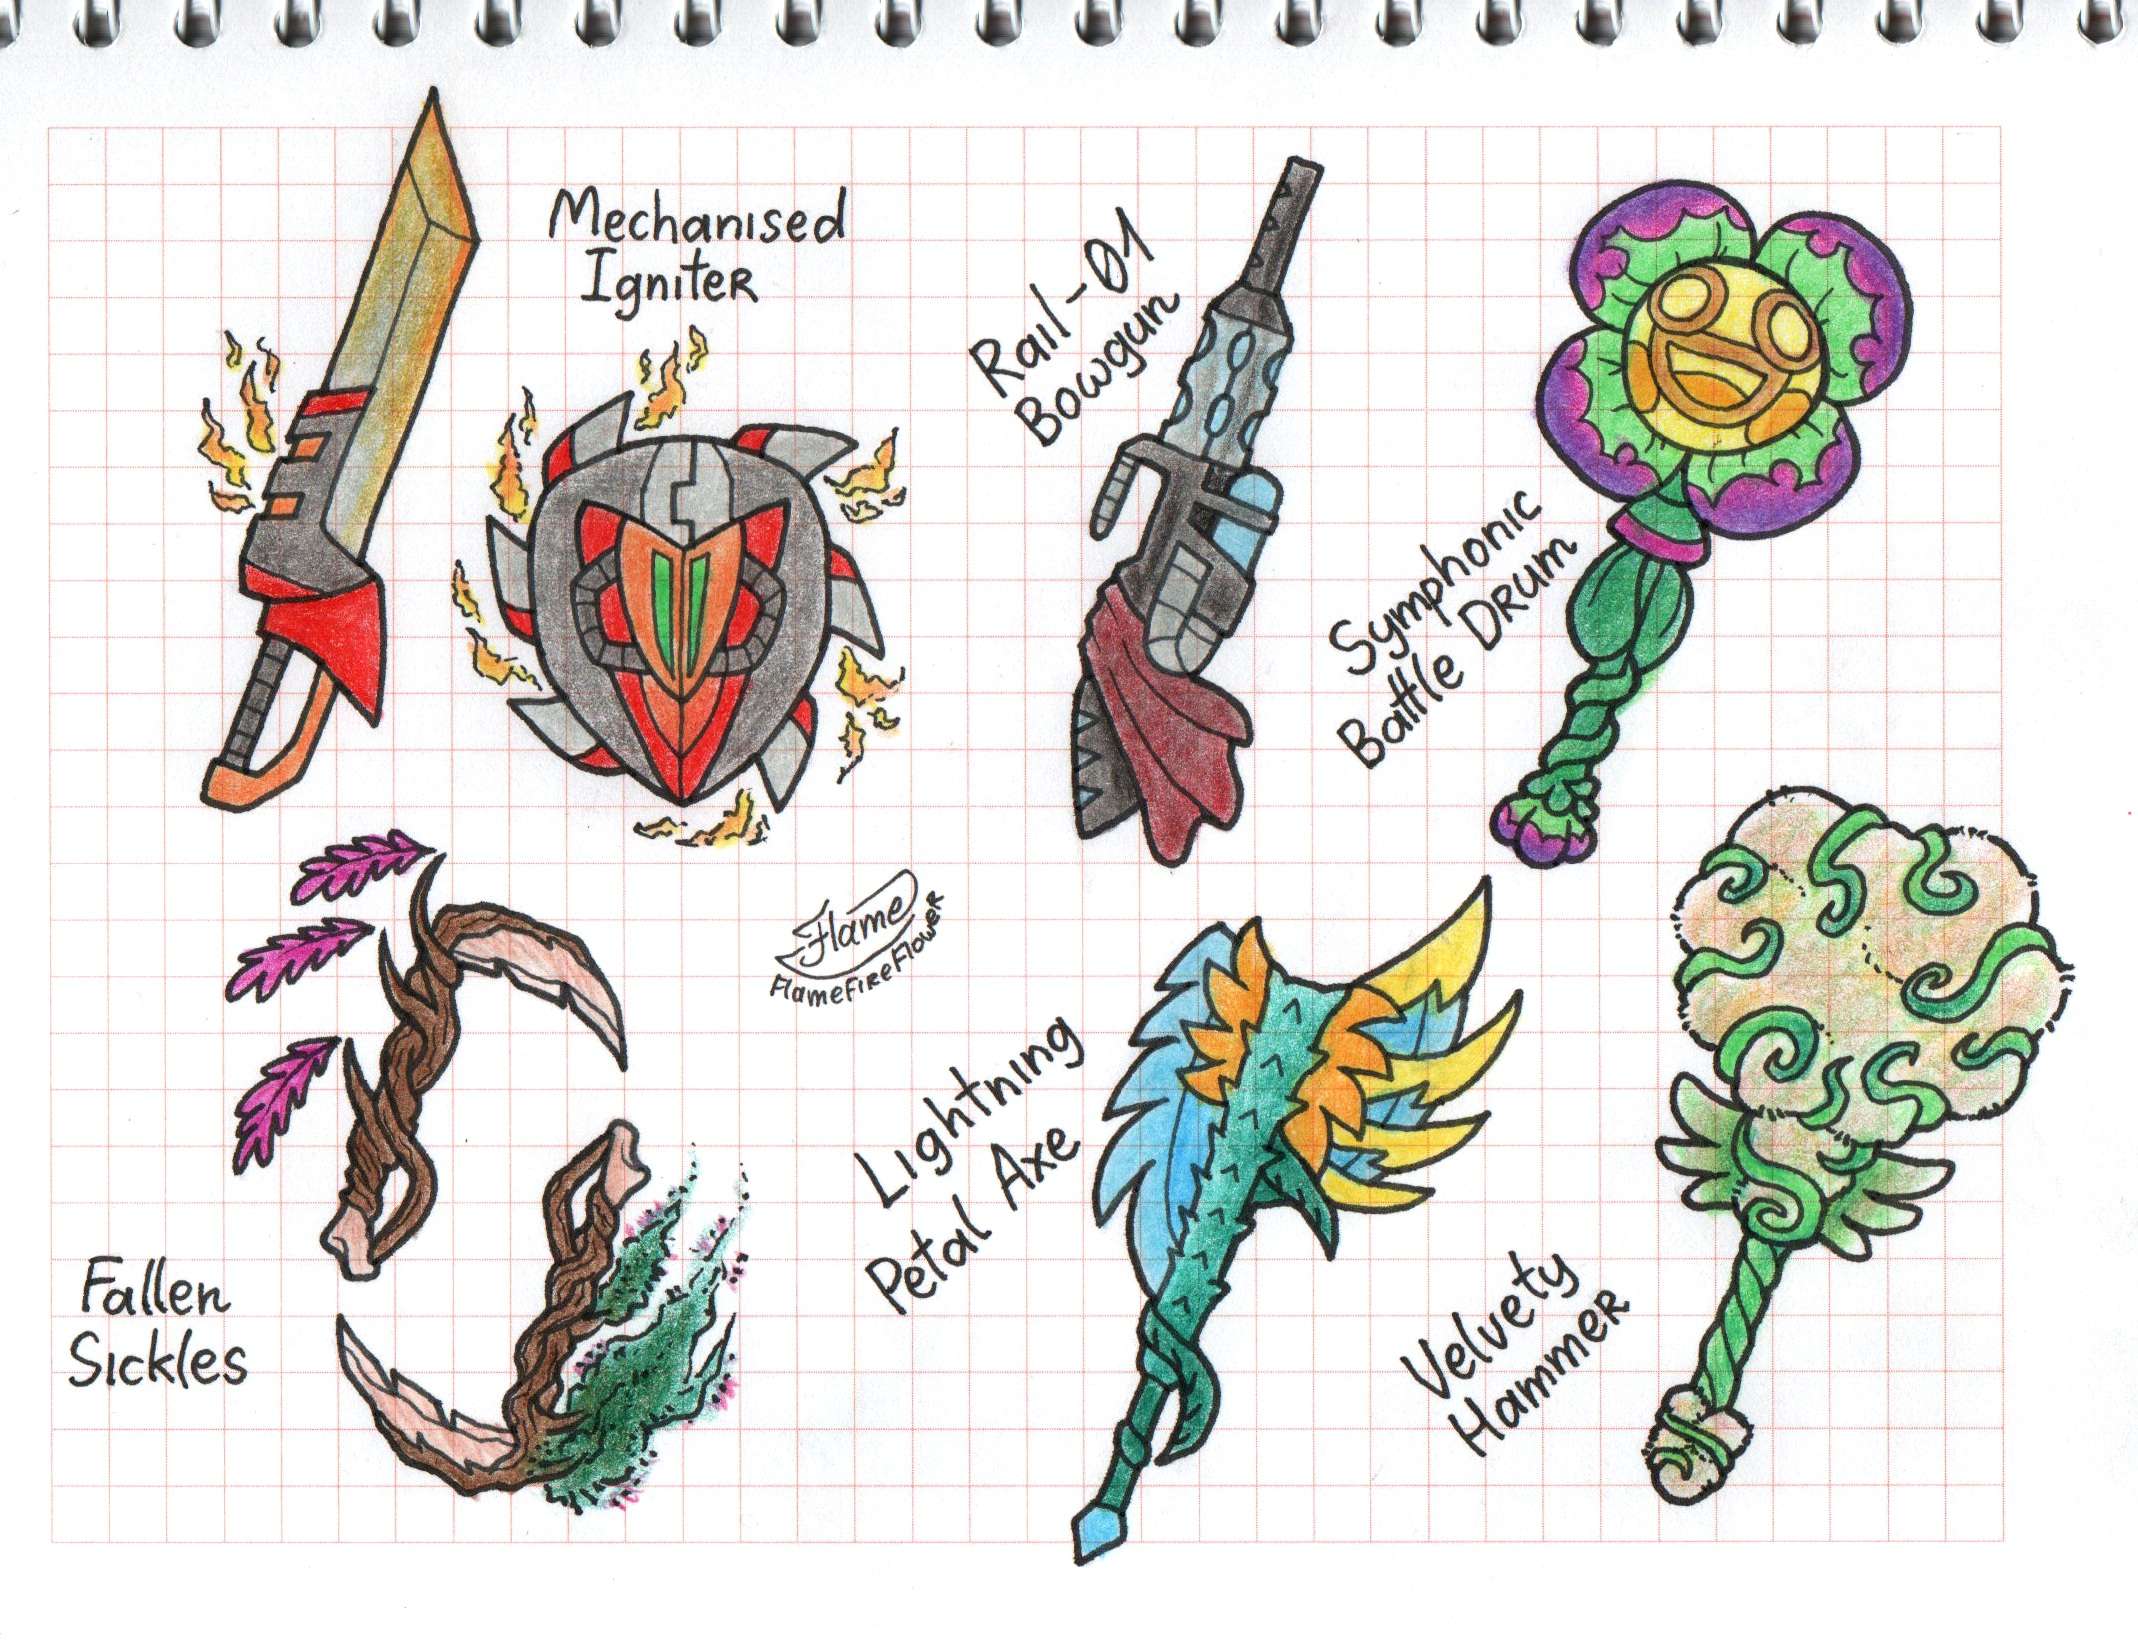 Mechanised
Igniter
Rail-01
Bowgun
Symphonic
Battle Drum
Flame
FlameFireFlower
Fallen
Sickles
Lightning
Petal Axe
Velvety
Hammer